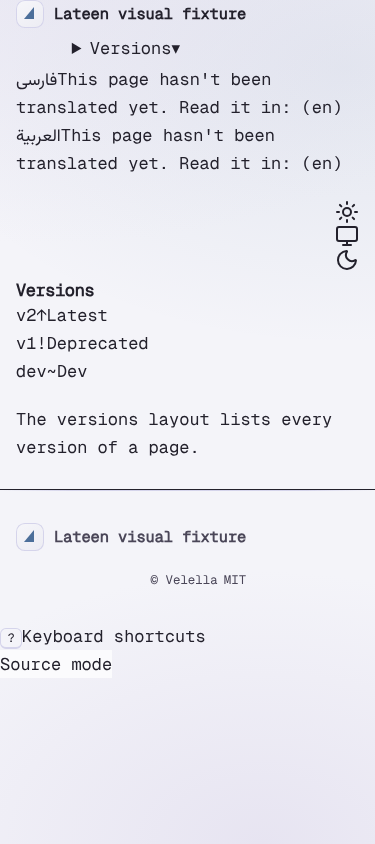 Lateen visual fixture
▶ Versions▾
فارسیThis page hasn't been
translated yet. Read it in: (en)
العربيةThis page hasn't been
translated yet. Read it in: (en)
Versions
v2↑Latest
v1!Deprecated
dev~Dev
The versions layout lists every
version of a page.
Lateen visual fixture
© Velella MIT
?Keyboard shortcuts
Source mode